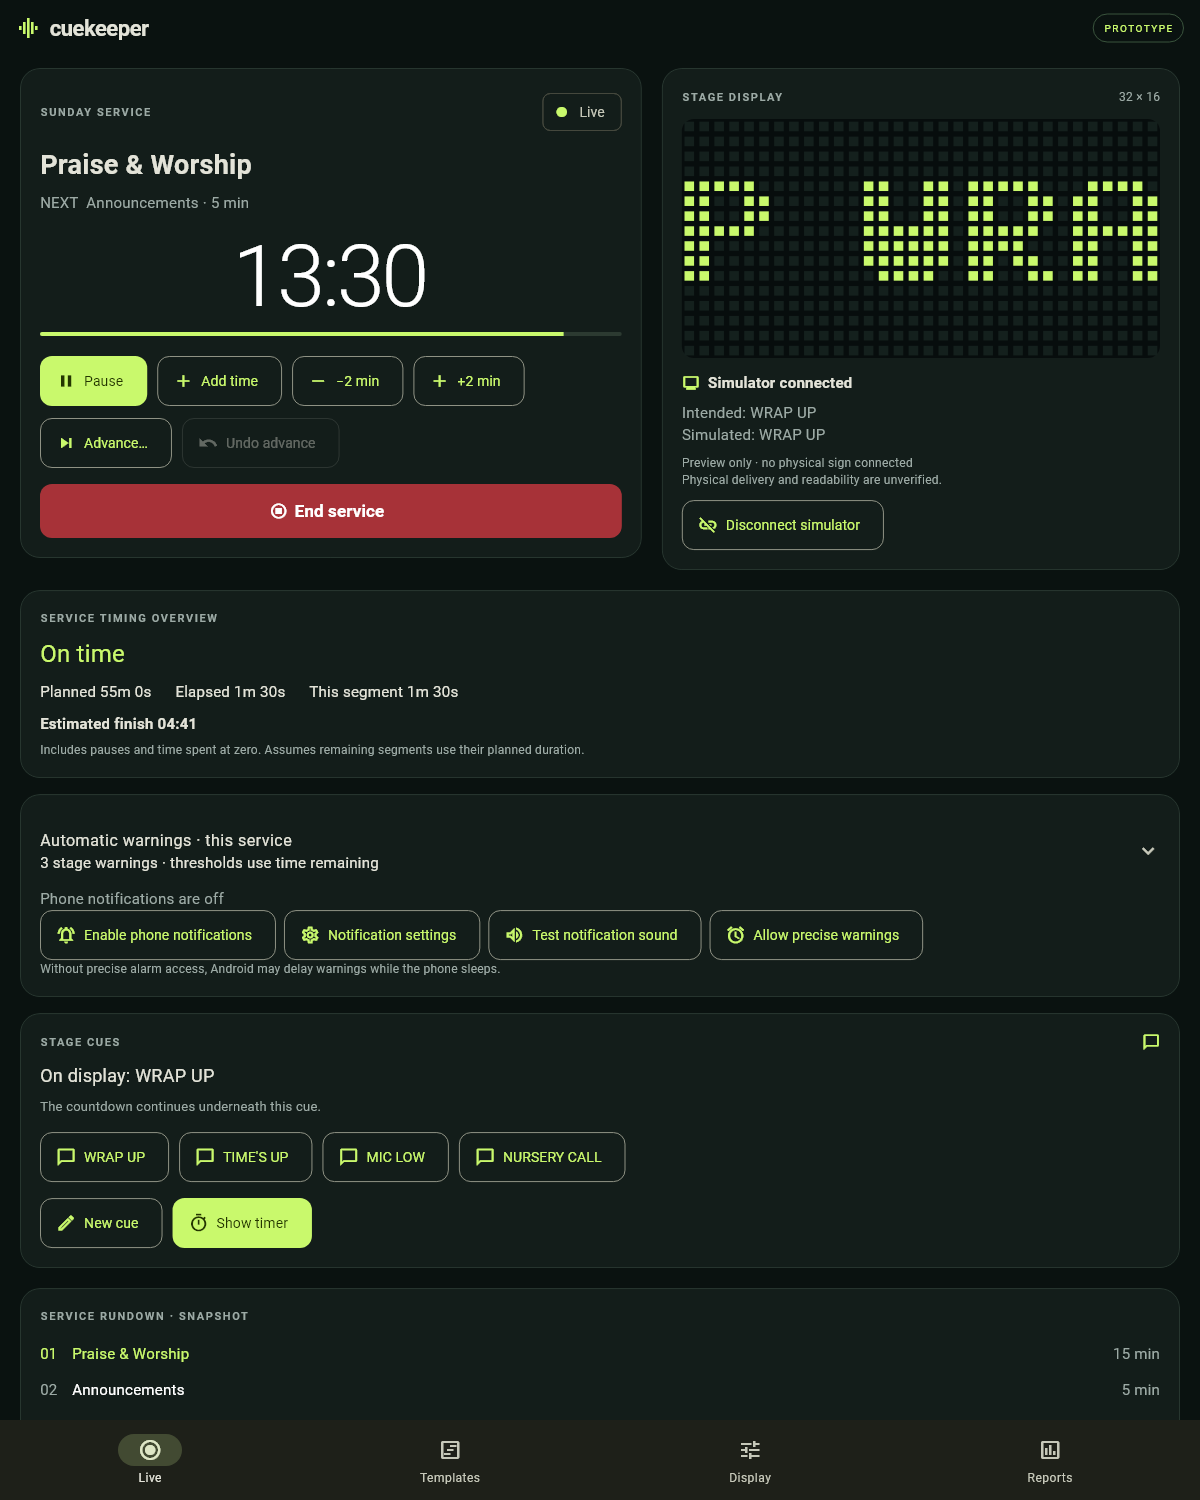 cuekeeper
PROTOTYPE
SUNDAY SERVICE
Live
Praise & Worship
NEXT Announcements · 5 min
13:30
Pause
Add time
−2 min
+2 min
Advance…
Undo advance
End service
STAGE DISPLAY
32 × 16
Simulator connected
Intended: WRAP UP
Simulated: WRAP UP
Preview only · no physical sign connected
Physical delivery and readability are unverified.
Disconnect simulator
SERVICE TIMING OVERVIEW
On time
Planned 55m 0s Elapsed 1m 30s This segment 1m 30s
Estimated finish 04:41
Includes pauses and time spent at zero. Assumes remaining segments use their planned duration.
Automatic warnings · this service
3 stage warnings · thresholds use time remaining
Phone notifications are off
Enable phone notifications
Notification settings
Test notification sound
Allow precise warnings
Without precise alarm access, Android may delay warnings while the phone sleeps.
STAGE CUES
On display: WRAP UP
The countdown continues underneath this cue.
WRAP UP
TIME'S UP
MIC LOW
NURSERY CALL
New cue
Show timer
SERVICE RUNDOWN · SNAPSHOT
01 Praise & Worship 15 min
02 Announcements 5 min
Live
Templates
Display
Reports